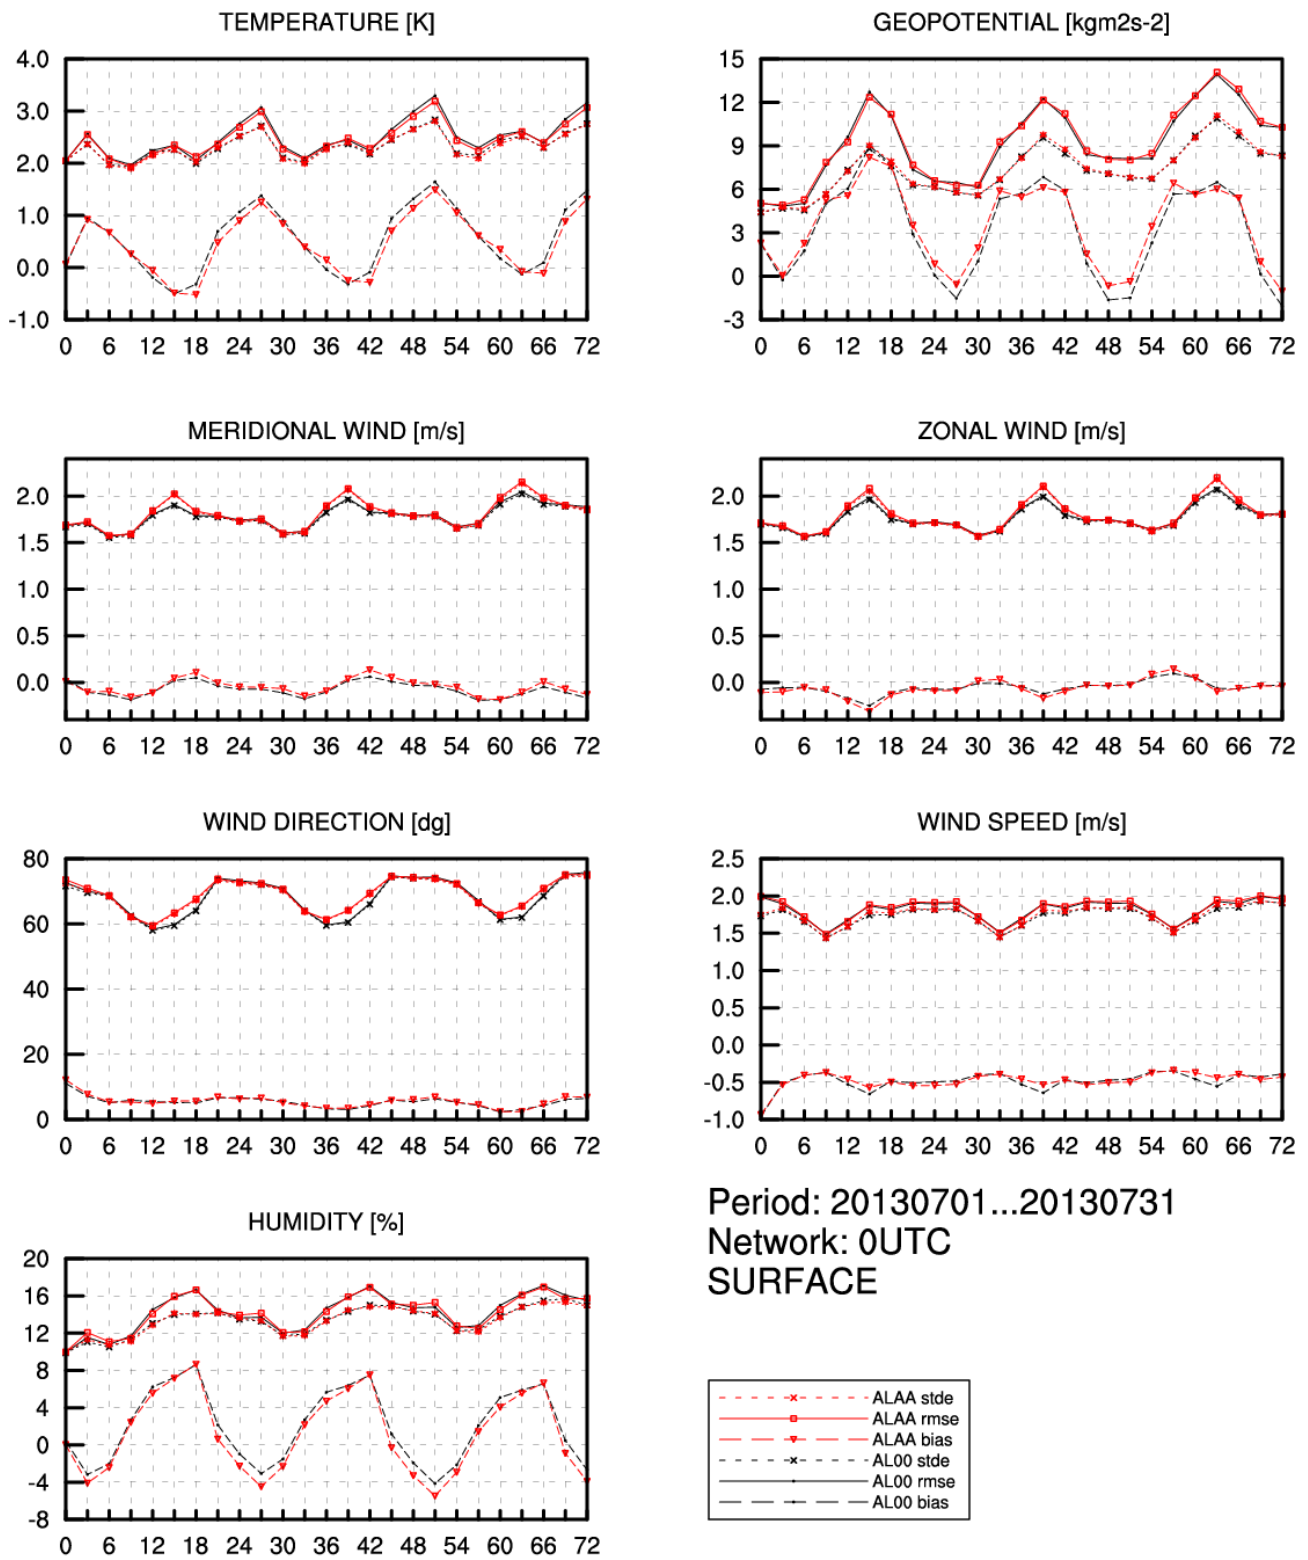 TEMPERATURE [K]
4.0
3.0
2.0
1.0
0.0
-1.0
0 6 12 18 24 30 36 42 48 54 60 66 72
GEOPOTENTIAL [kgm2s-2]
15
12
9
6
3
0
-3
0 6 12 18 24 30 36 42 48 54 60 66 72
MERIDIONAL WIND [m/s]
2.0
1.5
1.0
0.5
0.0
0 6 12 18 24 30 36 42 48 54 60 66 72
ZONAL WIND [m/s]
2.0
1.5
1.0
0.5
0.0
0 6 12 18 24 30 36 42 48 54 60 66 72
WIND DIRECTION [dg]
80
60
40
20
0
0 6 12 18 24 30 36 42 48 54 60 66 72
WIND SPEED [m/s]
2.5
2.0
1.5
1.0
0.5
0.0
-0.5
-1.0
0 6 12 18 24 30 36 42 48 54 60 66 72
HUMIDITY [%]
20
16
12
8
4
0
-4
-8
0 6 12 18 24 30 36 42 48 54 60 66 72
Period: 20130701...20130731
Network: 0UTC
SURFACE
ALAA stde
ALAA rmse
ALAA bias
AL00 stde
AL00 rmse
AL00 bias